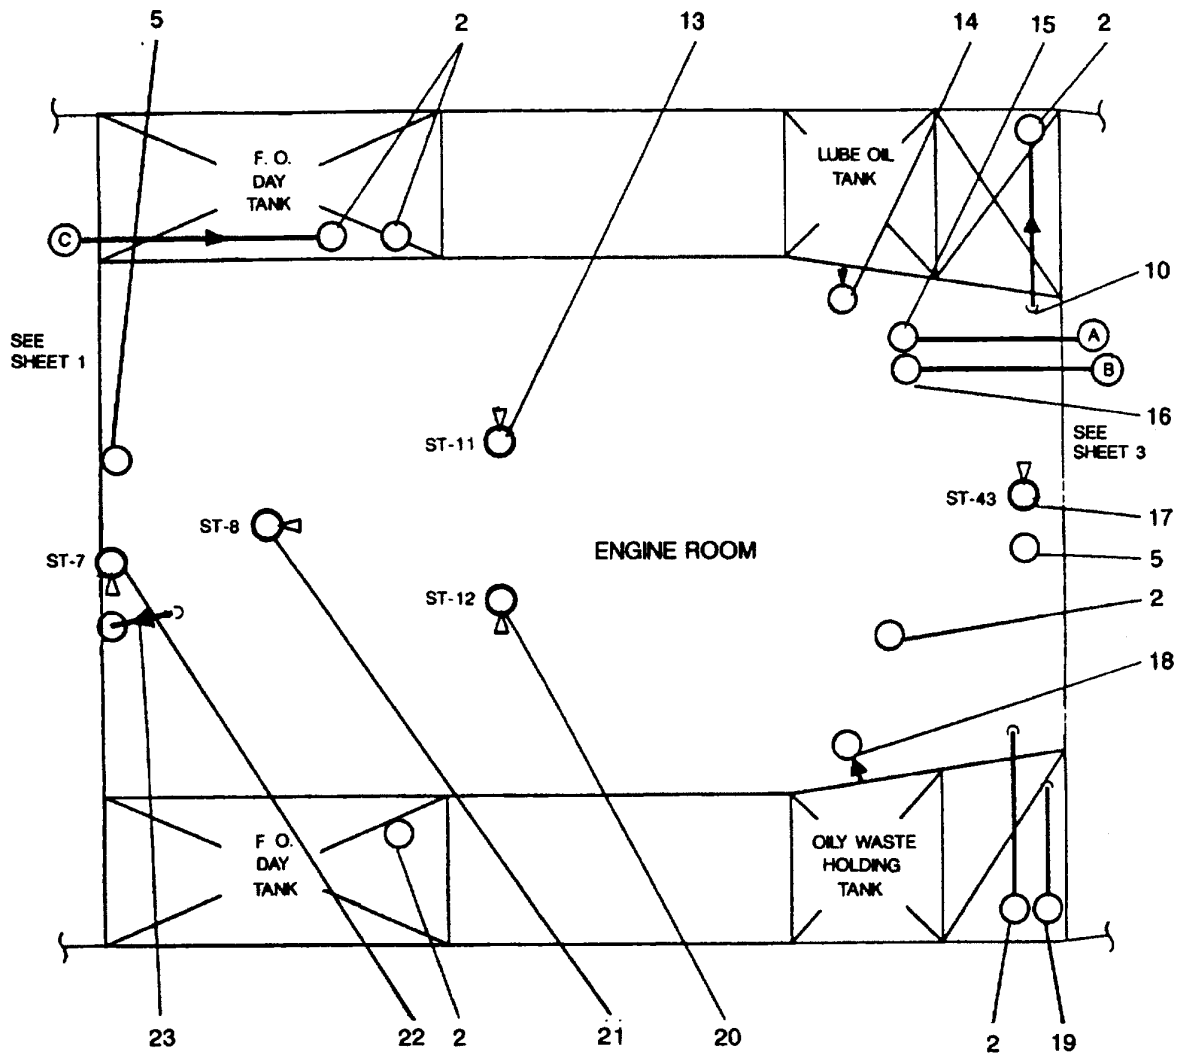 5
2
13
14
15
2
F. O.
DAY
TANK
LUBE OIL
TANK
C
10
SEE
SHEET 1
A
B
16
ST-11
SEE
SHEET 3
ST-43
17
ST-8
ENGINE ROOM
5
ST-7
ST-12
2
18
F O.
DAY
TANK
OILY WASTE
HOLDING
TANK
23
22
2
21
20
2
19